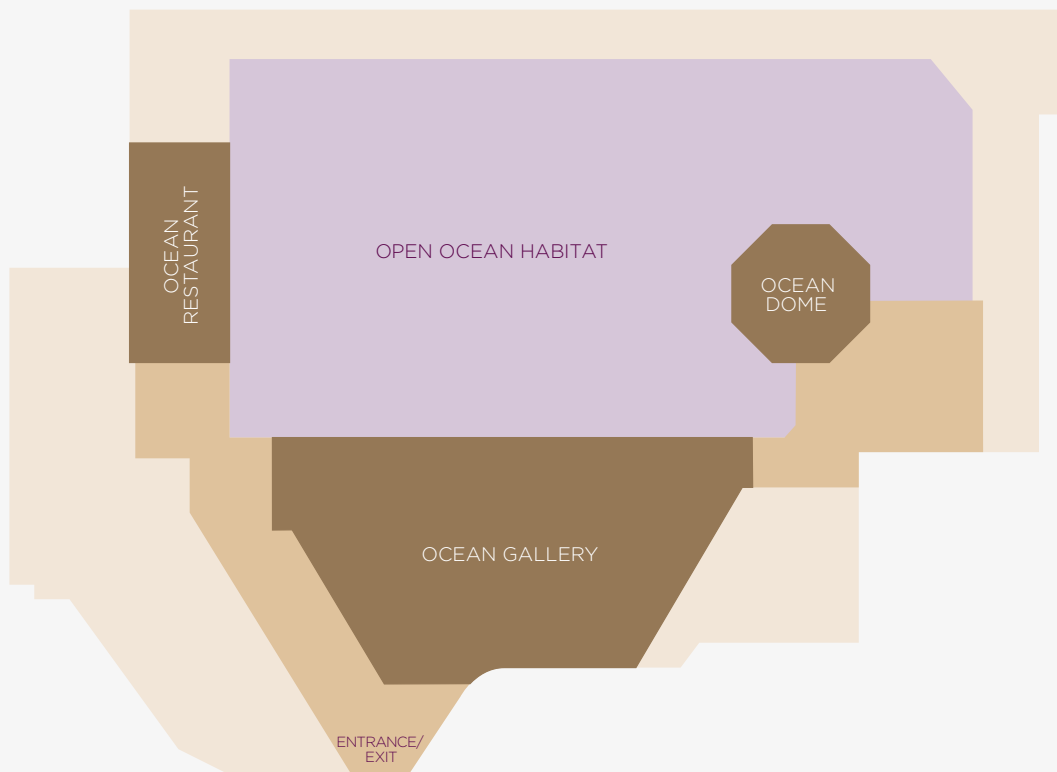 OCEAN
RESTAURANT
OPEN OCEAN HABITAT
OCEAN
DOME
OCEAN GALLERY
ENTRANCE/
EXIT